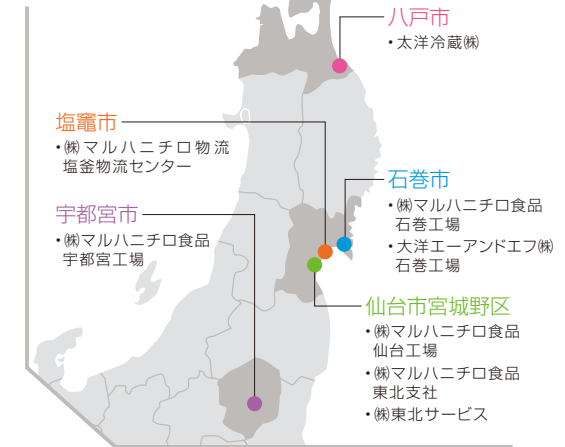 八戸市
・太洋冷蔵㈱
塩竈市
・㈱マルハニチロ物流
塩釜物流センター
石巻市
・㈱マルハニチロ食品
石巻工場
・大洋エーアンドエフ㈱
石巻工場
宇都宮市
・㈱マルハニチロ食品
宇都宮工場
仙台市宮城野区
・㈱マルハニチロ食品
仙台工場
・㈱マルハニチロ食品
東北支社
・㈱東北サービス